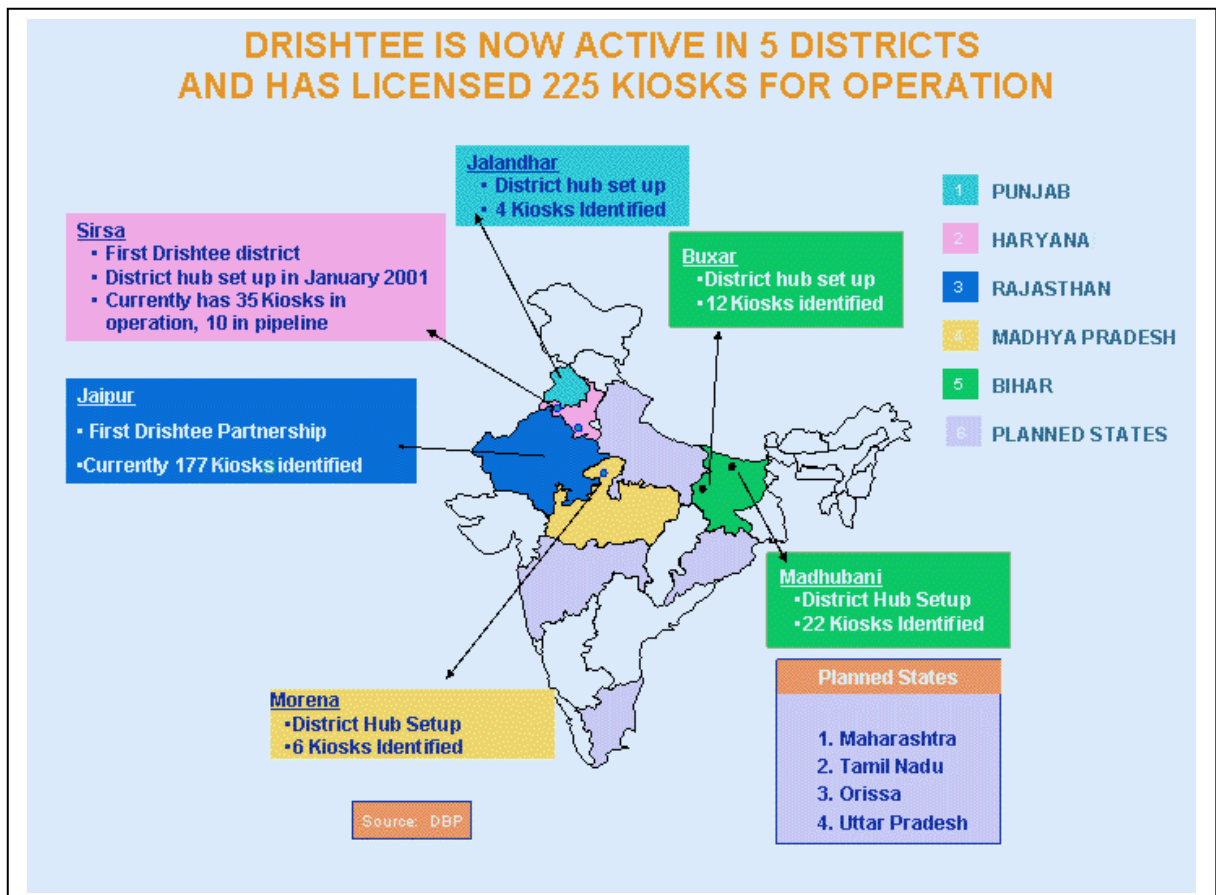 DRISHTEE IS NOW ACTIVE IN 5 DISTRICTS
AND HAS LICENSED 225 KIOSKS FOR OPERATION
Jalandhar
▪ District hub set up
▪ 4 Kiosks Identified
Sirsa
▪ First Drishtee district
▪ District hub set up in January 2001
▪ Currently has 35 Kiosks in
operation, 10 in pipeline
Buxar
▪District hub set up
▪12 Kiosks identified
Jaipur
▪ First Drishtee Partnership
▪Currently 177 Kiosks identified
1 PUNJAB
2 HARYANA
3 RAJASTHAN
4 MADHYA PRADESH
5 BIHAR
6 PLANNED STATES
Madhubani
▪District Hub Setup
▪22 Kiosks Identified
Morena
▪District Hub Setup
▪6 Kiosks Identified
Planned States
1. Maharashtra
2. Tamil Nadu
3. Orissa
4. Uttar Pradesh
Source: DBP